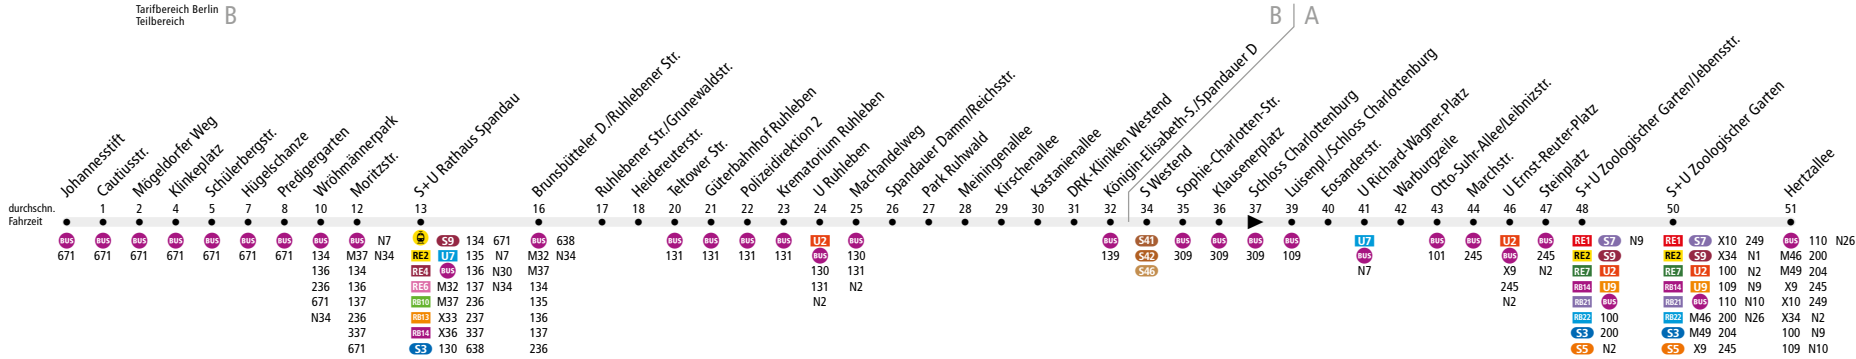 Tarifbereich Berlin B
Teilbereich
B A
Johannesstift
Cautiusstr.
Mögeldorfer Weg
Klinkeplatz
Schülerbergstr.
Hügelschanze
Predigergarten
Wröhmännerpark
Moritzstr.
S+U Rathaus Spandau
Brunsbütteler D./Ruhlebener Str.
Ruhlebener Str./Grunewaldstr.
Heidereuterstr.
Teltower Str.
Güterbahnhof Ruhleben
Polizeidirektion 2
Krematorium Ruhleben
U Ruhleben
Machandelweg
Spandauer Damm/Reichsstr.
Park Ruhwald
Meiningenallee
Kirschenallee
Kastanienallee
DRK-Kliniken Westend
Königin-Elisabeth-S./Spandauer D
S Westend
Sophie-Charlotten-Str.
Klausenerplatz
Schloss Charlottenburg
Luisenpl./Schloss Charlottenburg
Eosanderstr.
U Richard-Wagner-Platz
Warburgzeile
Otto-Suhr-Allee/Leibnizstr.
Marchstr.
U Ernst-Reuter-Platz
Steinplatz
S+U Zoologischer Garten/Jebensstr.
S+U Zoologischer Garten
Hertzallee
durchschn. 1 2 4 5 7 8 10 12 13 16 17 18 20 21 22 23 24 25 26 27 28 29 30 31 32 34 35 36 37 39 40 41 42 43 44 46 47 48 50 51
Fahrzeit
BUS BUS BUS BUS BUS BUS BUS BUS BUS N7 S9 134 671 BUS 638 BUS BUS BUS BUS U2 BUS BUS S41 BUS BUS BUS BUS U7 BUS BUS U2 BUS RE1 S7 N9 RE1 S7 X10 249 BUS 110 N26
671 671 671 671 671 671 671 134 M37 N34 RE2 U7 135 N7 M32 N34 131 131 131 131 BUS 130 139 S42 309 309 309 109 BUS 101 245 BUS 245 RE2 S9 RE2 S9 X34 N1 M46 200
136 134 RE4 BUS 136 N30 M37 130 131 S46 N7 X9 N2 RE7 U2 RE7 U2 100 N2 M49 204
236 136 RE6 M32 137 N34 134 131 N2 245 RB14 U9 RB14 U9 109 N9 X9 245
671 137 RB10 M37 236 135 N2 N2 RB21 BUS RB21 BUS 110 N10 X10 249
N34 236 RB13 X33 237 136 RB22 100 RB22 M46 200 N26 X34 N2
337 RB14 X36 337 137 S3 200 S3 M49 204 100 N9
671 S3 130 638 236 S5 N2 S5 X9 245 109 N10